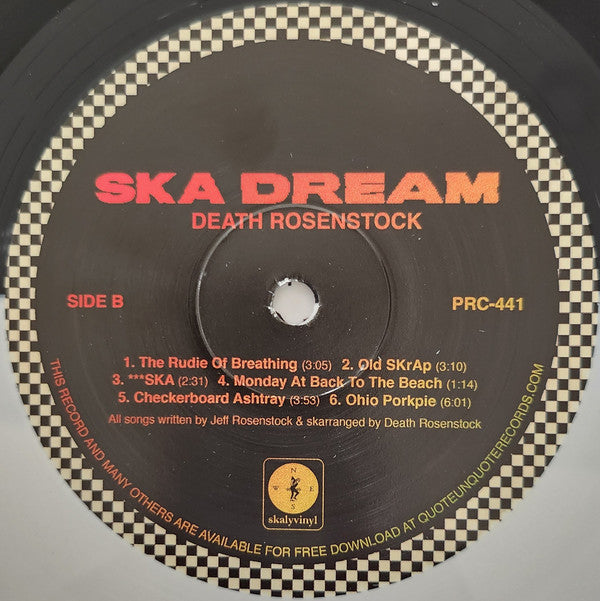 SKA DREAM
DEATH ROSENSTOCK
SIDE B
PRC-441
1. The Rudie Of Breathing (3:05) 2. Old SKrAp (3:10)
3. ***SKA (2:31) 4. Monday At Back To The Beach (1:14)
5. Checkerboard Ashtray (3:53) 6. Ohio Porkpie (6:01)
All songs written by Jeff Rosenstock & skarranged by Death Rosenstock
N
W E
S
skalyvinyl
THIS RECORD AND MANY OTHERS ARE AVAILABLE FOR FREE DOWNLOAD AT QUOTEUNQUOTERECORDS.COM